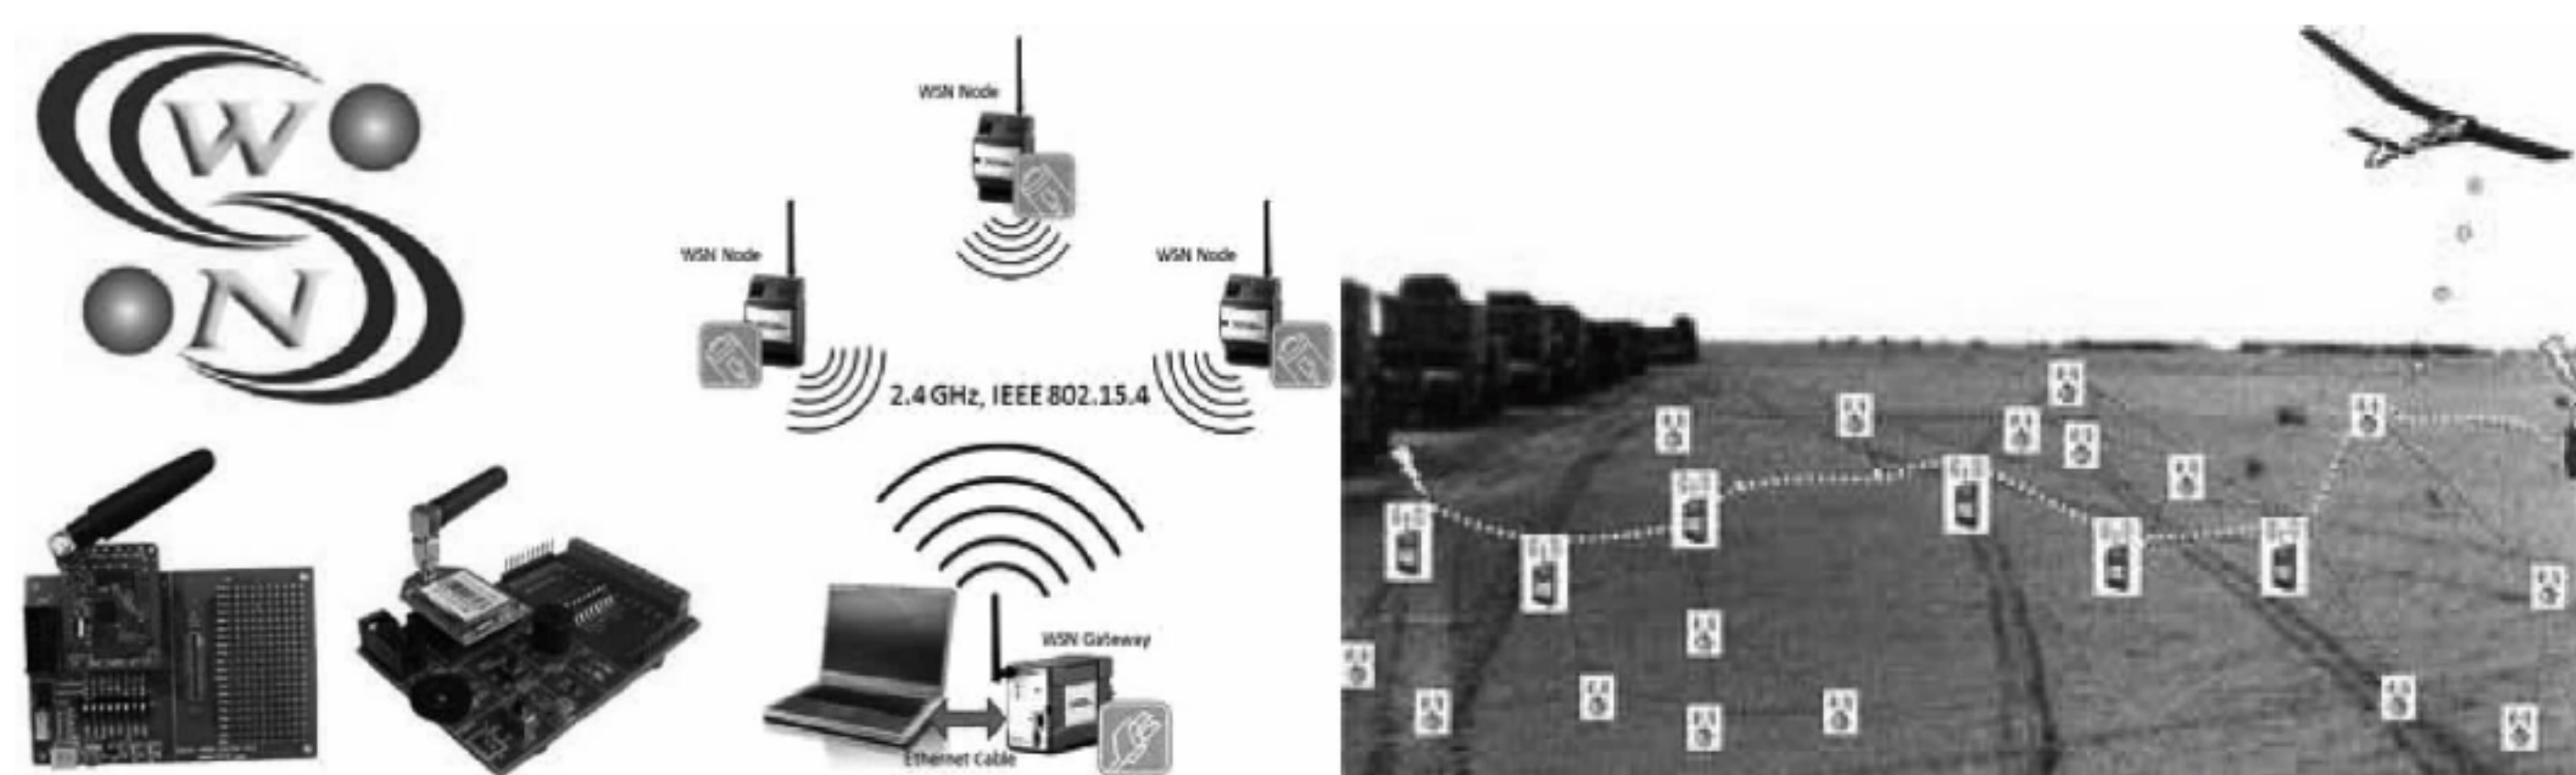 W
N
WSN Node
WSN Node
WSN Node
2.4 GHz, IEEE 802.15.4
WSN Gateway
Ethernet Cable